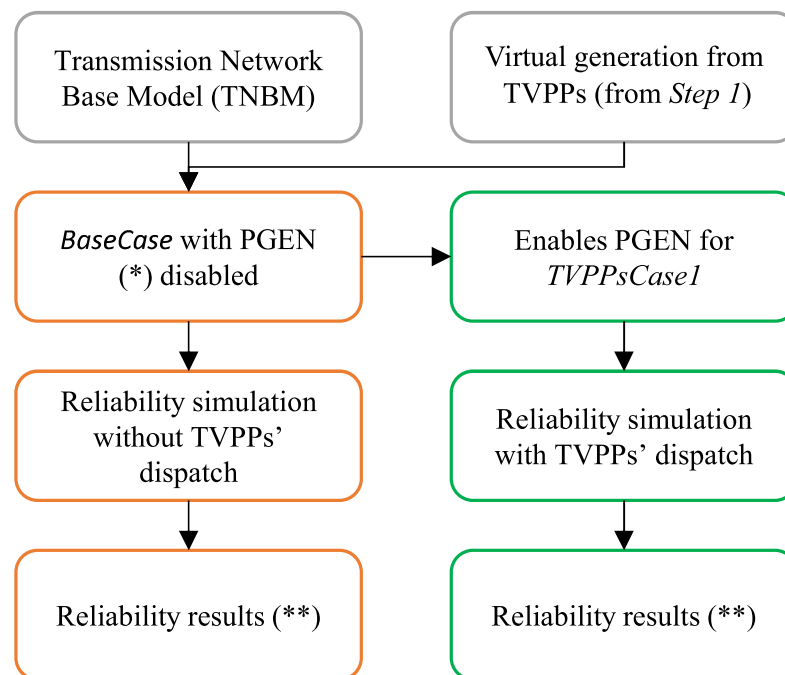 Transmission Network
Base Model (TNBM)
Virtual generation from
TVPPs (from Step 1)
BaseCase with PGEN
(*) disabled
Enables PGEN for
TVPPsCase1
Reliability simulation
without TVPPs’
dispatch
Reliability simulation
with TVPPs’ dispatch
Reliability results (**)
Reliability results (**)